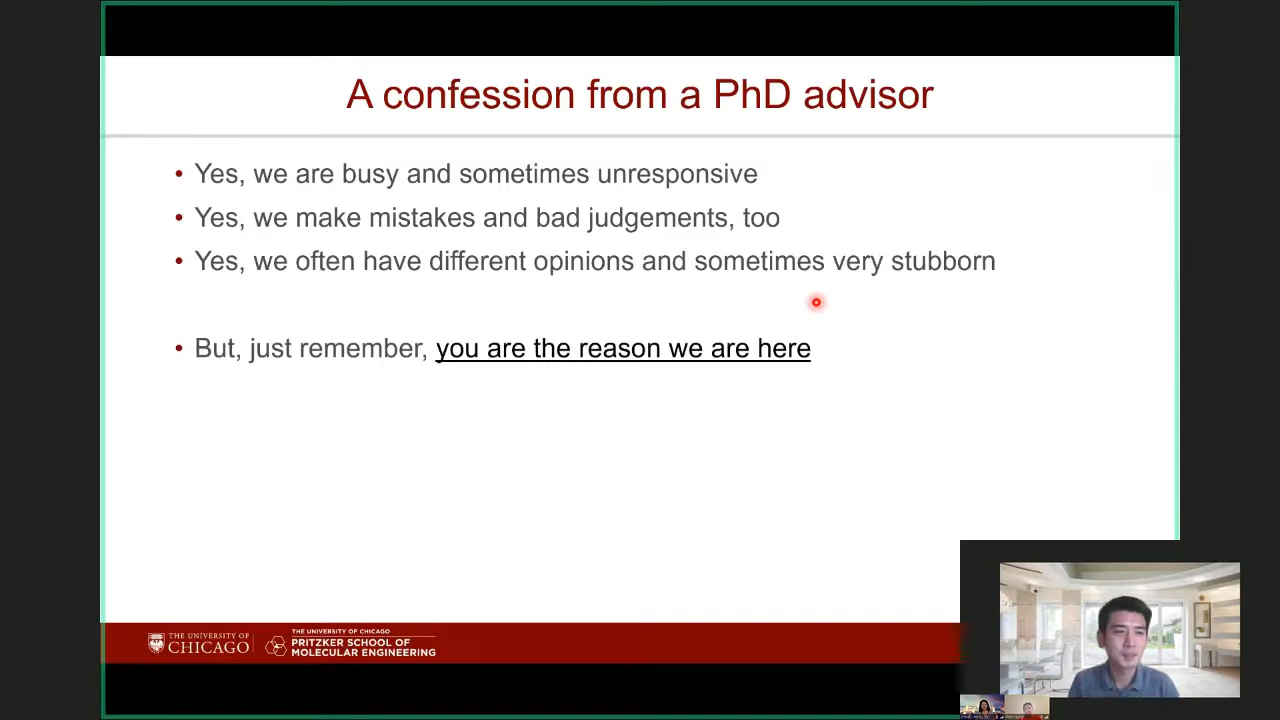 A confession from a PhD advisor
• Yes, we are busy and sometimes unresponsive
• Yes, we make mistakes and bad judgements, too
• Yes, we often have different opinions and sometimes very stubborn
• But, just remember, you are the reason we are here
THE UNIVERSITY OF
CHICAGO
THE UNIVERSITY OF CHICAGO
PRITZKER SCHOOL OF
MOLECULAR ENGINEERING